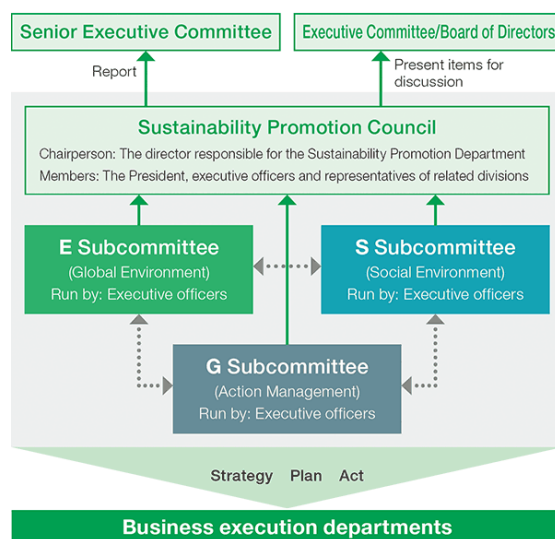 Senior Executive Committee
Executive Committee/Board of Directors
Report
Present items for
discussion
Sustainability Promotion Council
Chairperson: The director responsible for the Sustainability Promotion Department
Members: The President, executive officers and representatives of related divisions
E Subcommittee
(Global Environment)
Run by: Executive officers
S Subcommittee
(Social Environment)
Run by: Executive officers
G Subcommittee
(Action Management)
Run by: Executive officers
Strategy Plan Act
Business execution departments